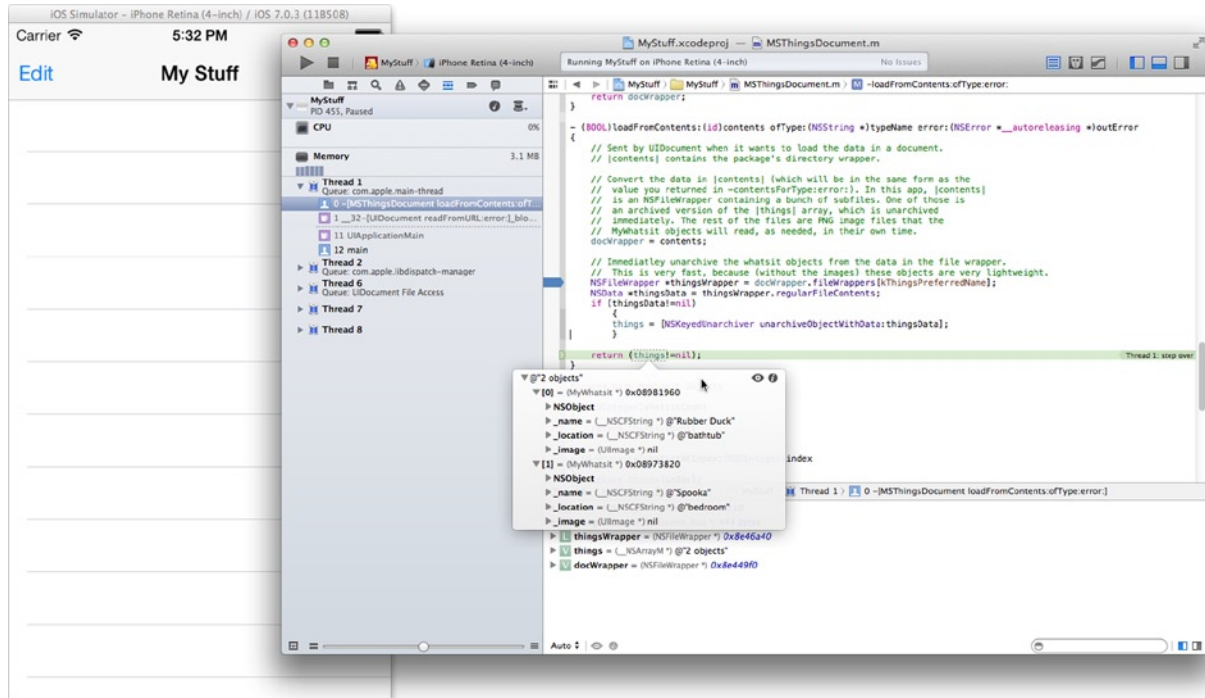 iOS Simulator – iPhone Retina (4-inch) / iOS 7.0.3 (11B508)
Carrier 5:32 PM
Edit My Stuff
MyStuff.xcodeproj — MSThingsDocument.m
MyStuff iPhone Retina (4-inch)
Running MyStuff on iPhone Retina (4-inch) No Issues
MyStuff MyStuff MSThingsDocument.m -loadFromContents:ofType:error:
MyStuff
PID 455, Paused
CPU 0%
Memory 3.1 MB
Thread 1
Queue: com.apple.main-thread
0 -[MSThingsDocument loadFromContents:ofT...
1 __32-[UIDocument readFromURL:error:]_blo...
11 UIApplicationMain
12 main
Thread 2
Queue: com.apple.libdispatch-manager
Thread 6
Queue: UIDocument File Access
Thread 7
Thread 8
return docWrapper;
}
- (BOOL)loadFromContents:(id)contents ofType:(NSString *)typeName error:(NSError *__autoreleasing *)outError
{
// Sent by UIDocument when it wants to load the data in a document.
// |contents| contains the package's directory wrapper.
// Convert the data in |contents| (which will be in the same form as the
// value you returned in -contentsForType:error:). In this app, |contents|
// is an NSFileWrapper containing a bunch of subfiles. One of those is
// an archived version of the |things| array, which is unarchived
// immediately. The rest of the files are PNG image files that the
// MyWhatsit objects will read, as needed, in their own time.
docWrapper = contents;
// Immediatley unarchive the whatsit objects from the data in the file wrapper.
// This is very fast, because (without the images) these objects are very lightweight.
NSFileWrapper *thingsWrapper = docWrapper.fileWrappers[kThingsPreferredName];
NSData *thingsData = thingsWrapper.regularFileContents;
if (thingsData!=nil)
{
things = [NSKeyedUnarchiver unarchiveObjectWithData:thingsData];
}
return (things!=nil); Thread 1: step over
}
@"2 objects"
[0] = (MyWhatsit *) 0x08981960
NSObject
_name = (__NSCFString *) @"Rubber Duck"
_location = (__NSCFString *) @"bathtub"
_image = (UIImage *) nil
[1] = (MyWhatsit *) 0x08973820
NSObject
_name = (__NSCFString *) @"Spooka"
_location = (__NSCFString *) @"bedroom"
_image = (UIImage *) nil
index
Thread 1 0 -[MSThingsDocument loadFromContents:ofType:error:]
L thingsWrapper = (NSFileWrapper *) 0x8e46a40
V things = (__NSArrayM *) @"2 objects"
V docWrapper = (NSFileWrapper *) 0x8e449f0
Auto